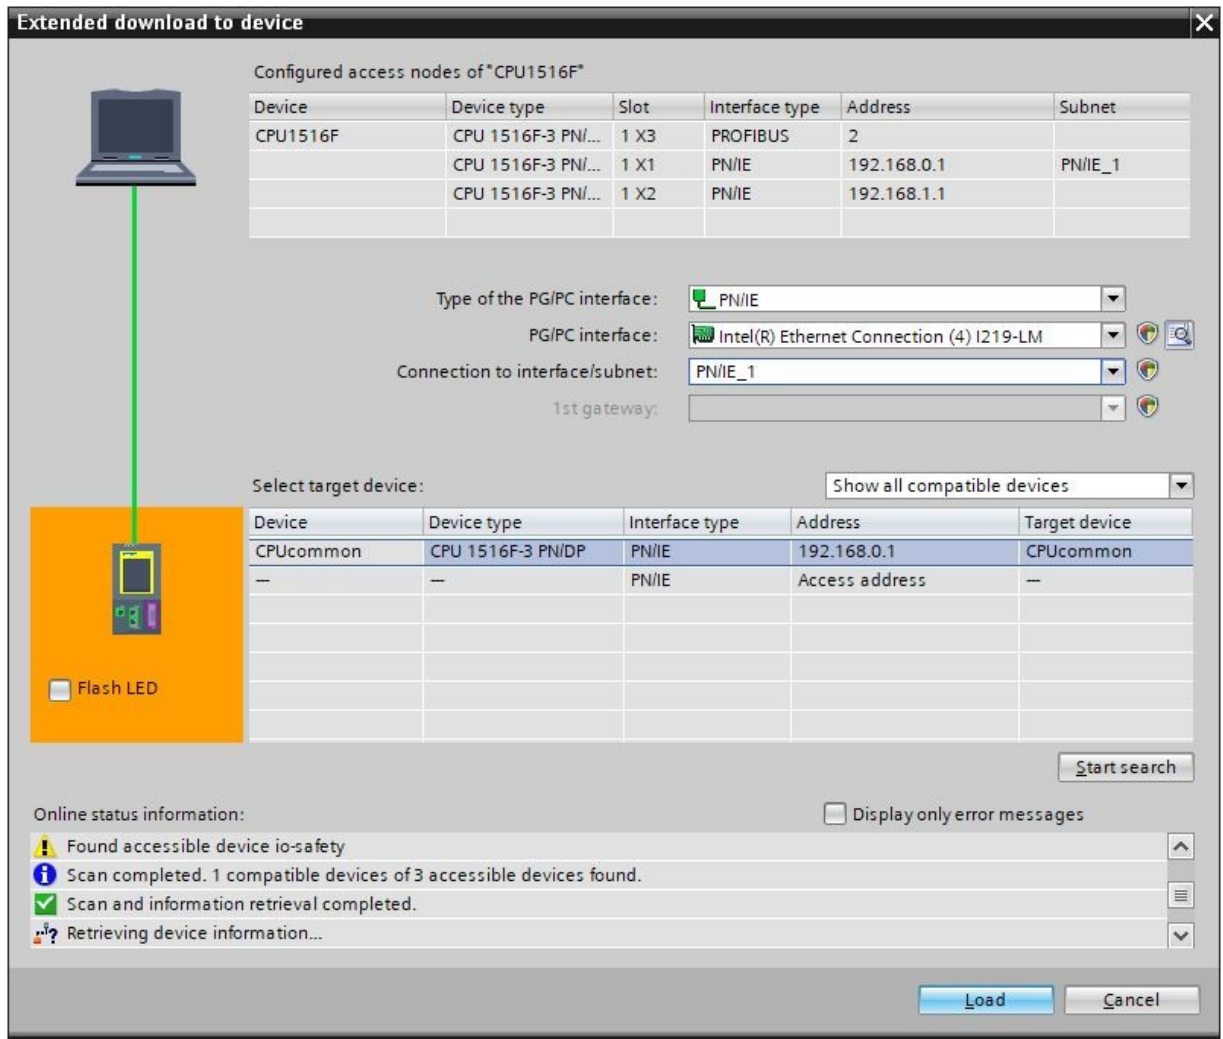 Extended download to device
Configured access nodes of "CPU1516F"
Device Device type Slot Interface type Address Subnet
CPU1516F CPU 1516F-3 PN/... 1 X3 PROFIBUS 2
CPU 1516F-3 PN/... 1 X1 PN/IE 192.168.0.1 PN/IE_1
CPU 1516F-3 PN/... 1 X2 PN/IE 192.168.1.1
Type of the PG/PC interface: PN/IE
PG/PC interface: Intel(R) Ethernet Connection (4) I219-LM
Connection to interface/subnet: PN/IE_1
1st gateway:
Select target device: Show all compatible devices
Device Device type Interface type Address Target device
CPUcommon CPU 1516F-3 PN/DP PN/IE 192.168.0.1 CPUcommon
— — PN/IE Access address —
Flash LED
Start search
Online status information: Display only error messages
Found accessible device io-safety
Scan completed. 1 compatible devices of 3 accessible devices found.
Scan and information retrieval completed.
Retrieving device information...
Load Cancel